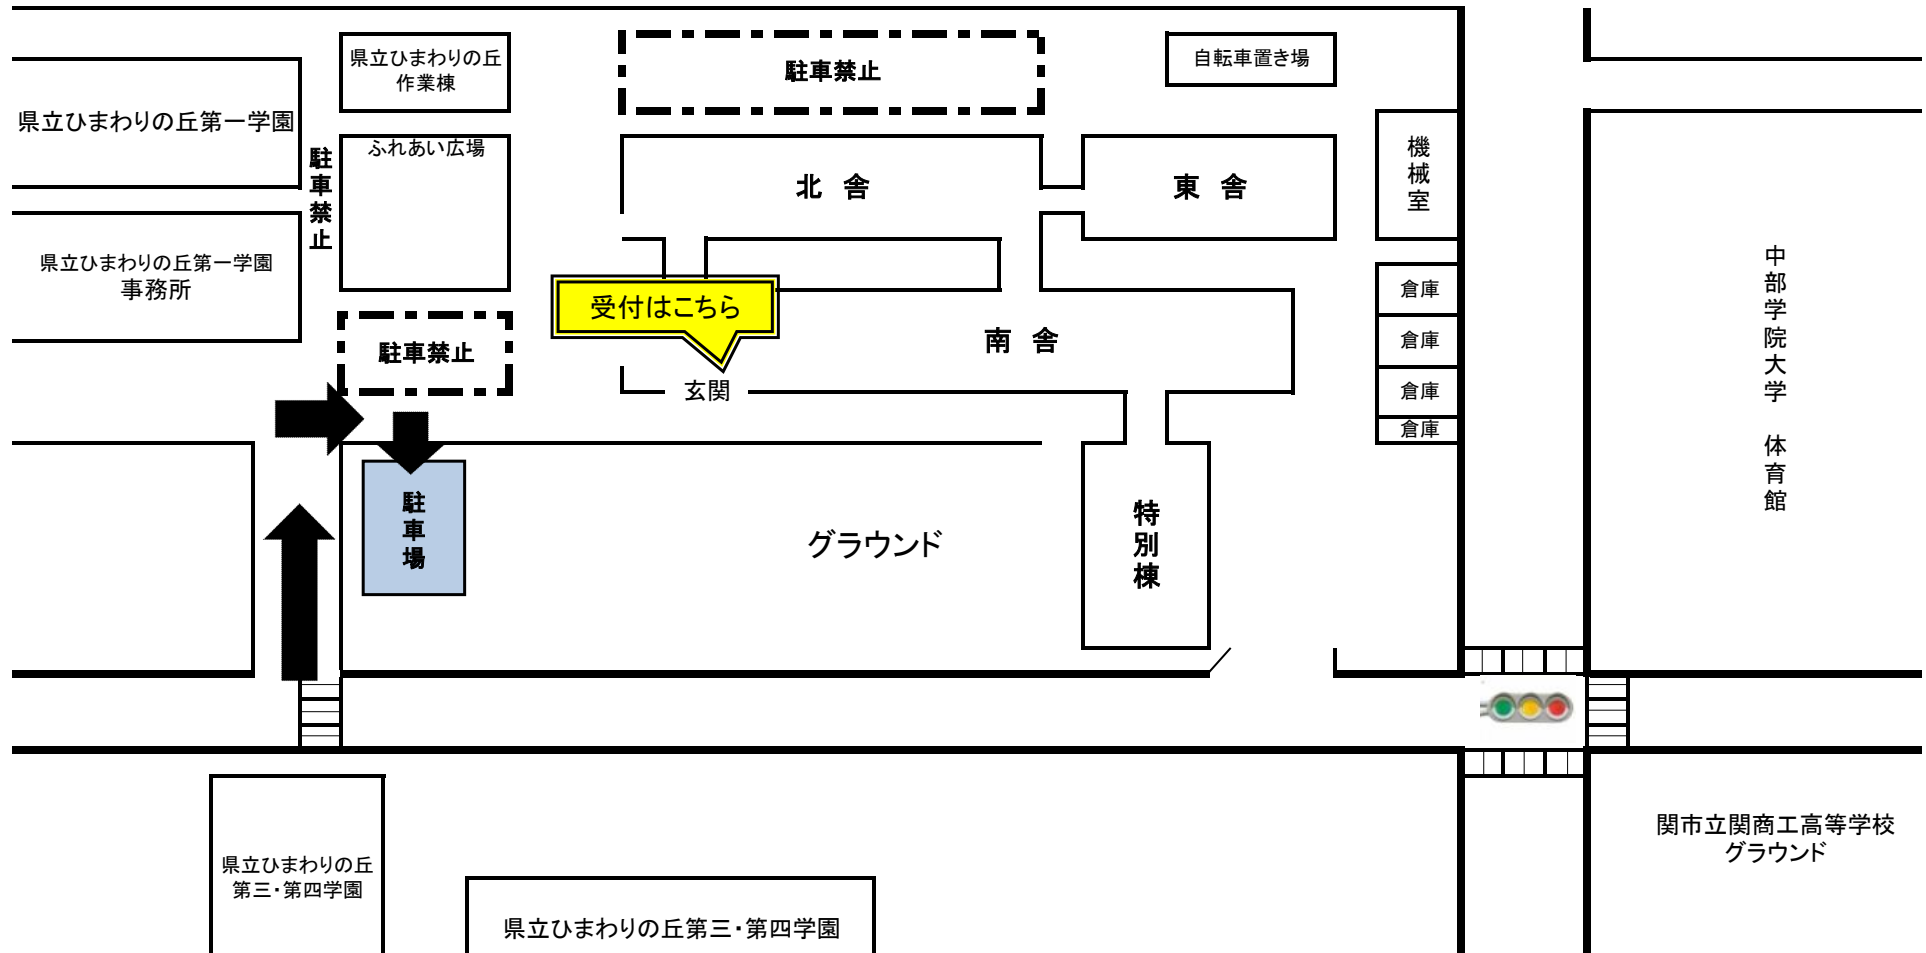 県立ひまわりの丘
作業棟
駐車禁止
自転車置き場
県立ひまわりの丘第一学園
ふれあい広場
駐車禁止
北 舎
東 舎
機械室
県立ひまわりの丘第一学園
事務所
受付はこちら
倉庫
倉庫
倉庫
倉庫
駐車禁止
南 舎
玄関
中部学院大学 体育館
駐車場
グラウンド
特別棟
県立ひまわりの丘
第三・第四学園
県立ひまわりの丘第三・第四学園
関市立関商工高等学校
グラウンド